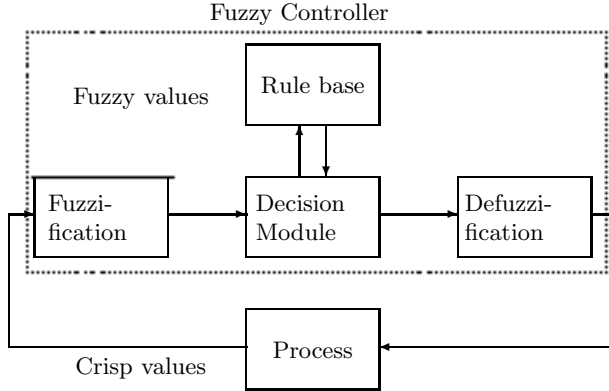 Fuzzy Controller
Fuzzy values
Rule base
Fuzzi-
fication
Decision
Module
Defuzzi-
fication
Process
Crisp values